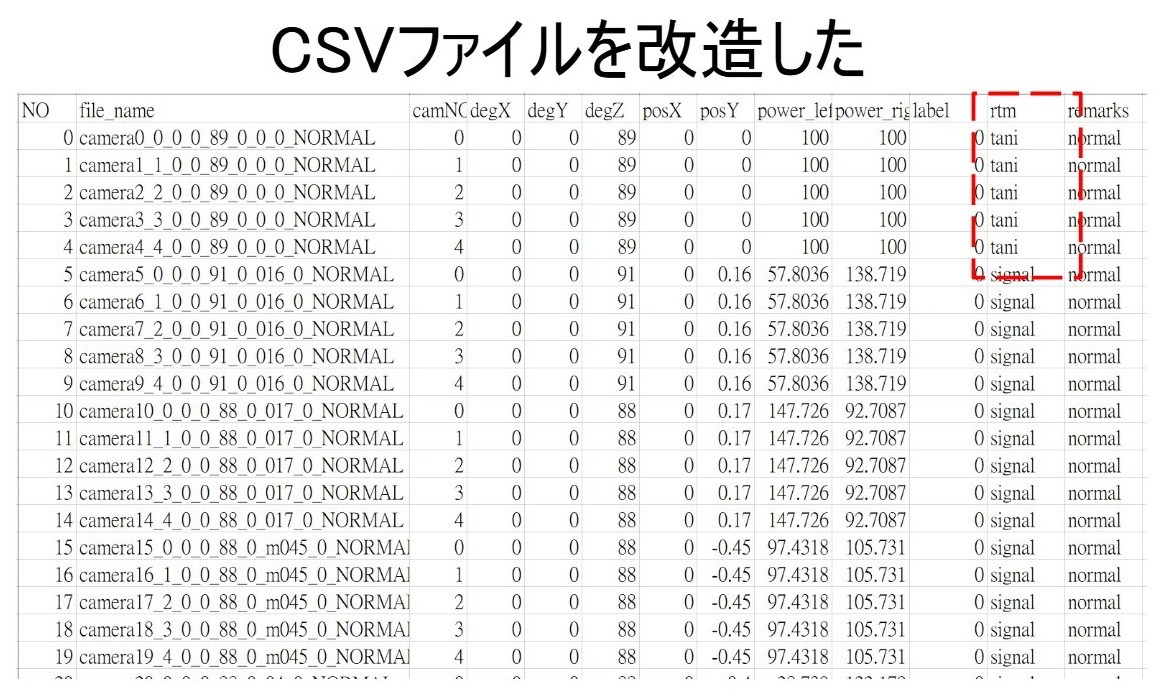 CSVファイルを改造した
NO file_name camNO degX degY degZ posX posY power_lef power_rig label rtm remarks
0 camera0_0_0_0_89_0_0_0_NORMAL 0 0 0 89 0 0 100 100 0 tani normal
1 camera1_1_0_0_89_0_0_0_NORMAL 1 0 0 89 0 0 100 100 0 tani normal
2 camera2_2_0_0_89_0_0_0_NORMAL 2 0 0 89 0 0 100 100 0 tani normal
3 camera3_3_0_0_89_0_0_0_NORMAL 3 0 0 89 0 0 100 100 0 tani normal
4 camera4_4_0_0_89_0_0_0_NORMAL 4 0 0 89 0 0 100 100 0 tani normal
5 camera5_0_0_0_91_0_016_0_NORMAL 0 0 0 91 0 0.16 57.8036 138.719 0 signal normal
6 camera6_1_0_0_91_0_016_0_NORMAL 1 0 0 91 0 0.16 57.8036 138.719 0 signal normal
7 camera7_2_0_0_91_0_016_0_NORMAL 2 0 0 91 0 0.16 57.8036 138.719 0 signal normal
8 camera8_3_0_0_91_0_016_0_NORMAL 3 0 0 91 0 0.16 57.8036 138.719 0 signal normal
9 camera9_4_0_0_91_0_016_0_NORMAL 4 0 0 91 0 0.16 57.8036 138.719 0 signal normal
10 camera10_0_0_0_88_0_017_0_NORMAL 0 0 0 88 0 0.17 147.726 92.7087 0 signal normal
11 camera11_1_0_0_88_0_017_0_NORMAL 1 0 0 88 0 0.17 147.726 92.7087 0 signal normal
12 camera12_2_0_0_88_0_017_0_NORMAL 2 0 0 88 0 0.17 147.726 92.7087 0 signal normal
13 camera13_3_0_0_88_0_017_0_NORMAL 3 0 0 88 0 0.17 147.726 92.7087 0 signal normal
14 camera14_4_0_0_88_0_017_0_NORMAL 4 0 0 88 0 0.17 147.726 92.7087 0 signal normal
15 camera15_0_0_0_88_0_m045_0_NORMAL 0 0 0 88 0 -0.45 97.4318 105.731 0 signal normal
16 camera16_1_0_0_88_0_m045_0_NORMAL 1 0 0 88 0 -0.45 97.4318 105.731 0 signal normal
17 camera17_2_0_0_88_0_m045_0_NORMAL 2 0 0 88 0 -0.45 97.4318 105.731 0 signal normal
18 camera18_3_0_0_88_0_m045_0_NORMAL 3 0 0 88 0 -0.45 97.4318 105.731 0 signal normal
19 camera19_4_0_0_88_0_m045_0_NORMAL 4 0 0 88 0 -0.45 97.4318 105.731 0 signal normal